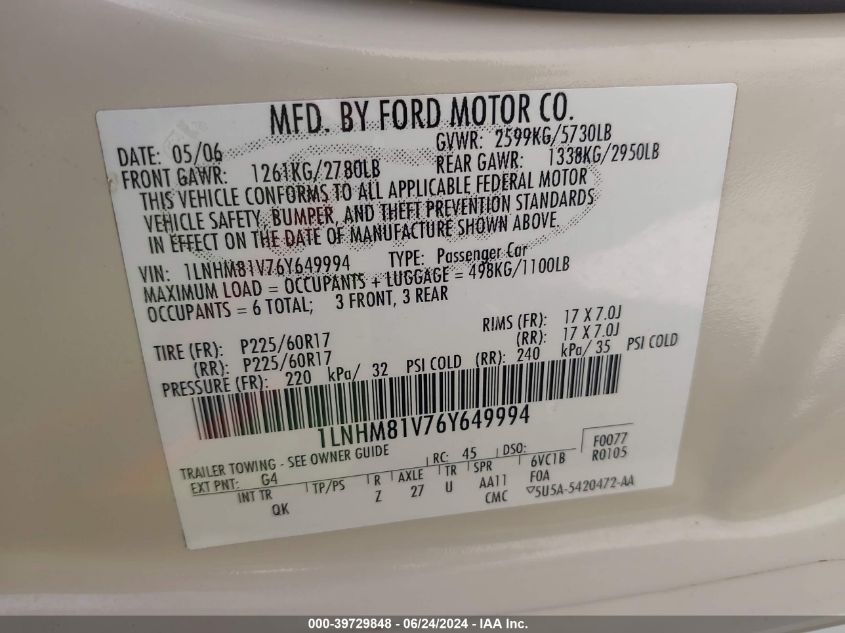 MFD. BY FORD MOTOR CO.
DATE: 05/06 GVWR: 2599KG/5730LB
FRONT GAWR: 1261KG/2780LB REAR GAWR: 1338KG/2950LB
THIS VEHICLE CONFORMS TO ALL APPLICABLE FEDERAL MOTOR
VEHICLE SAFETY, BUMPER, AND THEFT PREVENTION STANDARDS
IN EFFECT ON THE DATE OF MANUFACTURE SHOWN ABOVE.
VIN: 1LNHM81V76Y649994 TYPE: Passenger Car
MAXIMUM LOAD = OCCUPANTS + LUGGAGE = 498KG/1100LB
OCCUPANTS = 6 TOTAL; 3 FRONT, 3 REAR
TIRE (FR): P225/60R17 RIMS (FR): 17 X 7.0J
(RR): P225/60R17 (RR): 17 X 7.0J
PRESSURE (FR): 220 kPa/ 32 PSI COLD (RR): 240 kPa/ 35 PSI COLD
1LNHM81V76Y649994
TRAILER TOWING - SEE OWNER GUIDE F0077
EXT PNT: G4 RC: 45 DSO: 6VC1B R0105
INT TR TP/PS R AXLE TR SPR F0A
QK Z 27 U AA11
CMC ▽5U5A-5420472-AA
000-39729848 - 06/24/2024 - IAA Inc.